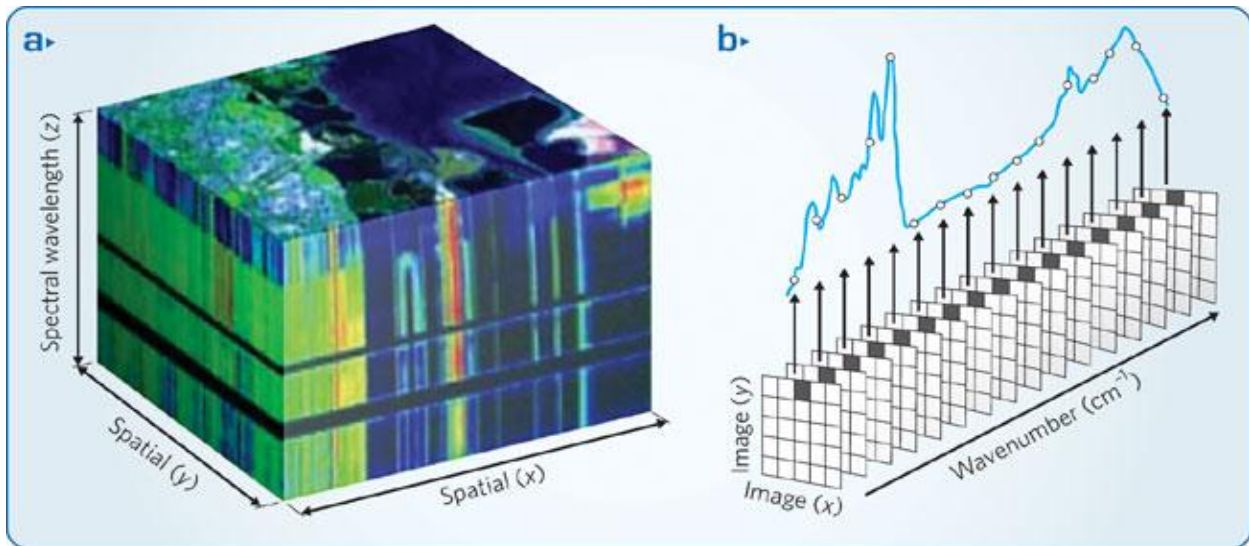 a
Spectral wavelength (z)
Spatial (y)
Spatial (x)
b
Image (y)
Image (x)
Wavenumber (cm⁻¹)